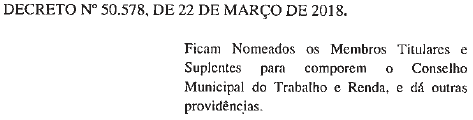 DECRETO Nº 50.578, DE 22 DE MARÇO DE 2018.
Ficam Nomeados os Membros Titulares e
Suplentes para comporem o Conselho
Municipal do Trabalho e Renda, e dá outras
providências.